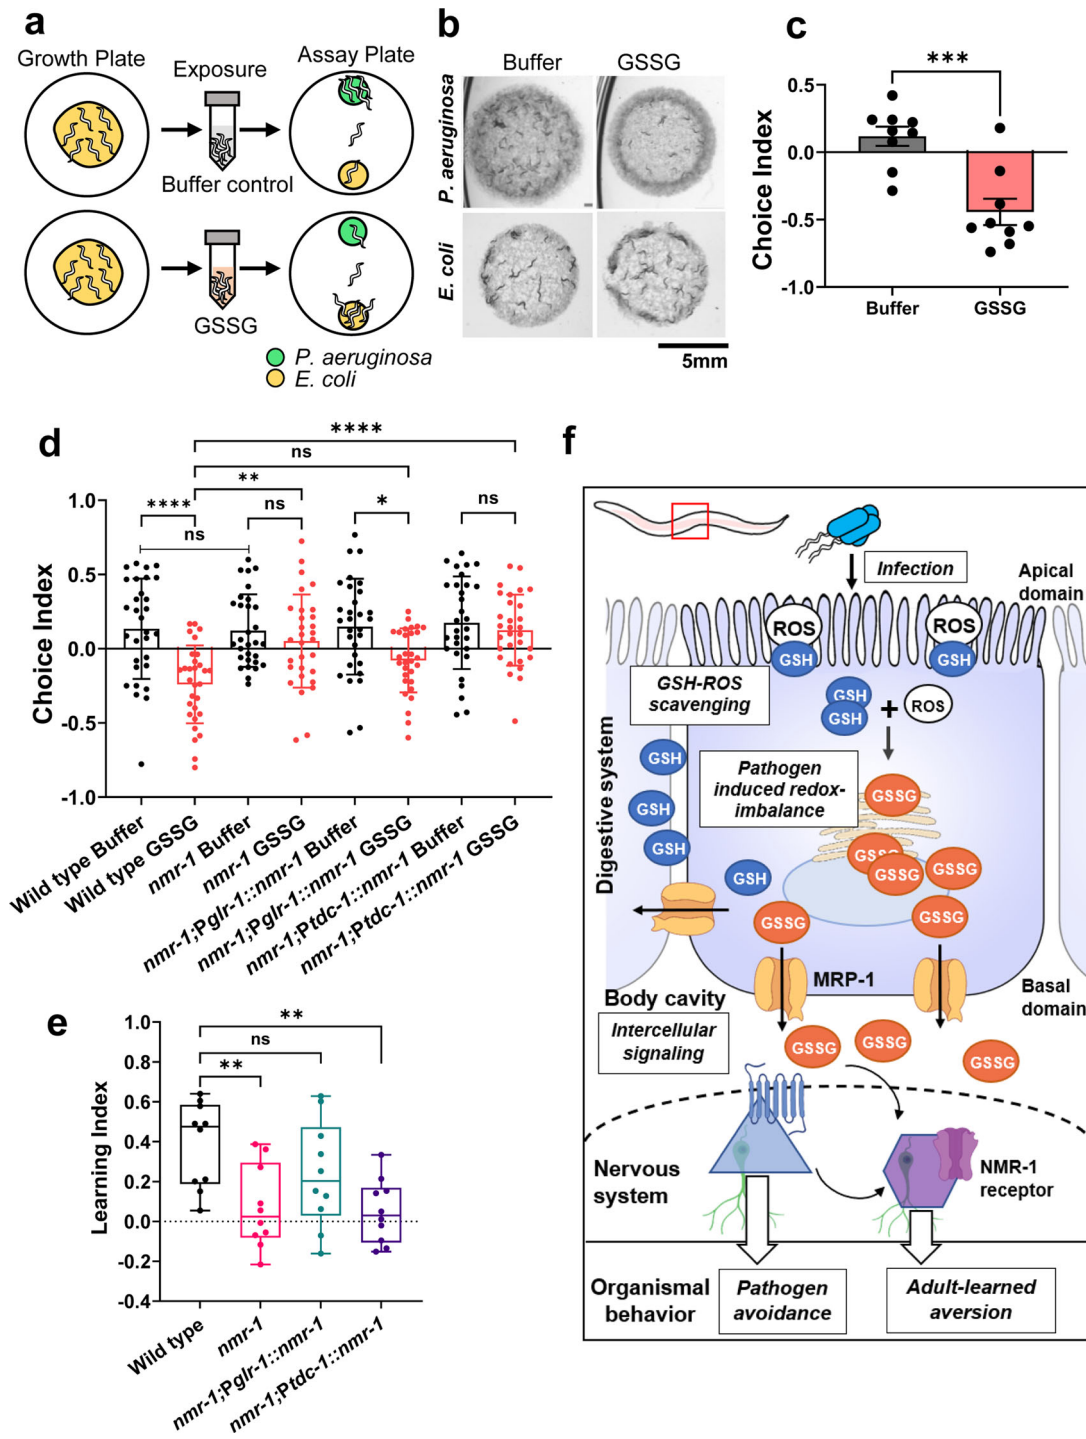 a
Growth Plate
Exposure
Assay Plate
Buffer control
GSSG
P. aeruginosa
E. coli
b
Buffer
GSSG
P. aeruginosa
E. coli
5mm
c
***
Choice Index
0.5
0.0
-0.5
-1.0
Buffer
GSSG
d
****
ns
**
****
ns
*
ns
ns
Choice Index
1.0
0.5
0.0
-0.5
-1.0
Wild type Buffer
Wild type GSSG
nmr-1 Buffer
nmr-1 GSSG
nmr-1;Pglr-1::nmr-1 Buffer
nmr-1;Pglr-1::nmr-1 GSSG
nmr-1;Ptdc-1::nmr-1 Buffer
nmr-1;Ptdc-1::nmr-1 GSSG
e
**
ns
**
Learning Index
1.0
0.8
0.6
0.4
0.2
0.0
-0.2
-0.4
Wild type
nmr-1
nmr-1;Pglr-1::nmr-1
nmr-1;Ptdc-1::nmr-1
f
Infection
Apical
domain
ROS
GSH
ROS
GSH
GSH-ROS
scavenging
GSH
GSH
+
ROS
Digestive system
GSH
GSH
GSH
Pathogen
induced redox-
imbalance
GSSG
GSSG
GSSG
GSSG
GSH
GSSG
GSSG
MRP-1
Basal
domain
Body cavity
Intercellular
signaling
GSSG
GSSG
GSSG
Nervous
system
NMR-1
receptor
Organismal
behavior
Pathogen
avoidance
Adult-learned
aversion